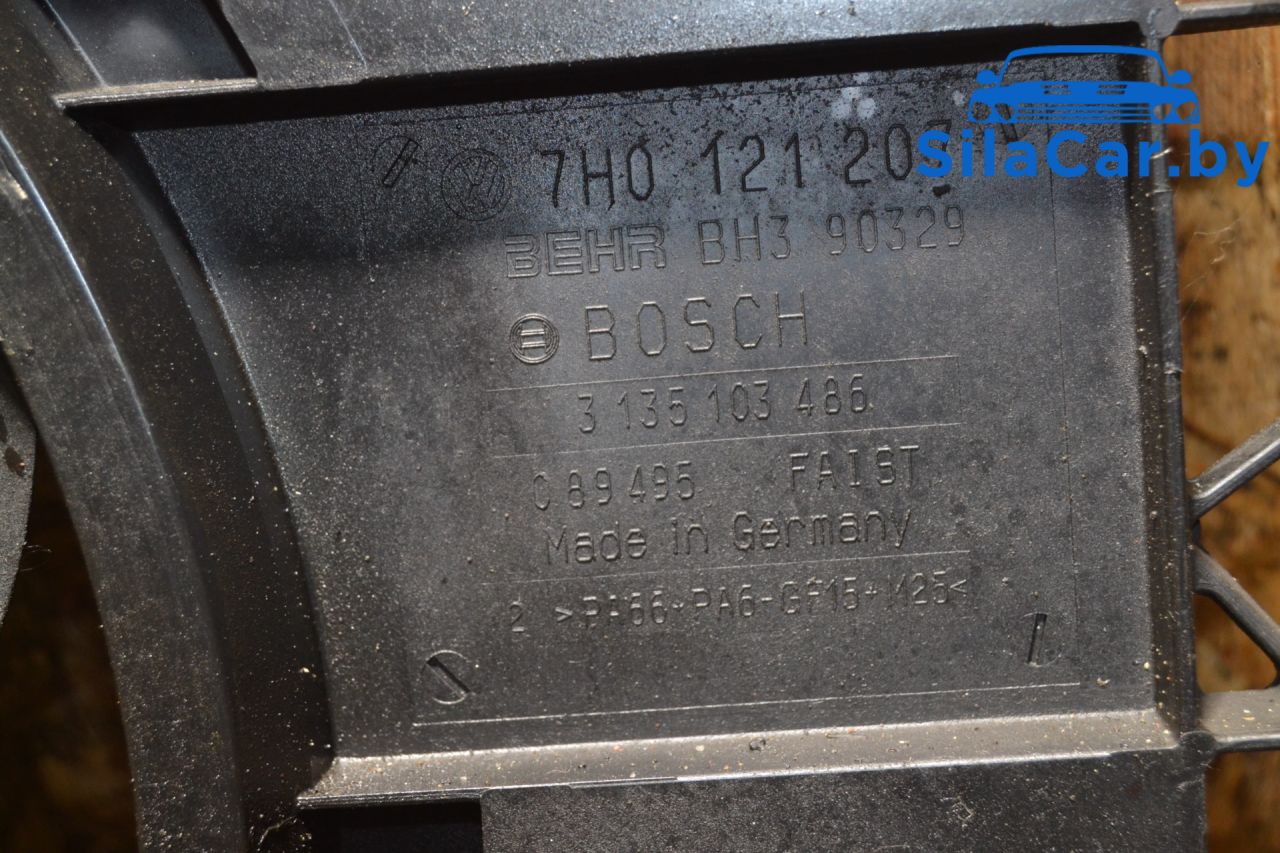 SilaCar.by
7H0 121 207
BEHR BH3 90329
BOSCH
3 135 103 486
C 89 495 FAIST
Made in Germany
2 >PA66+PA6-GF15+M25<